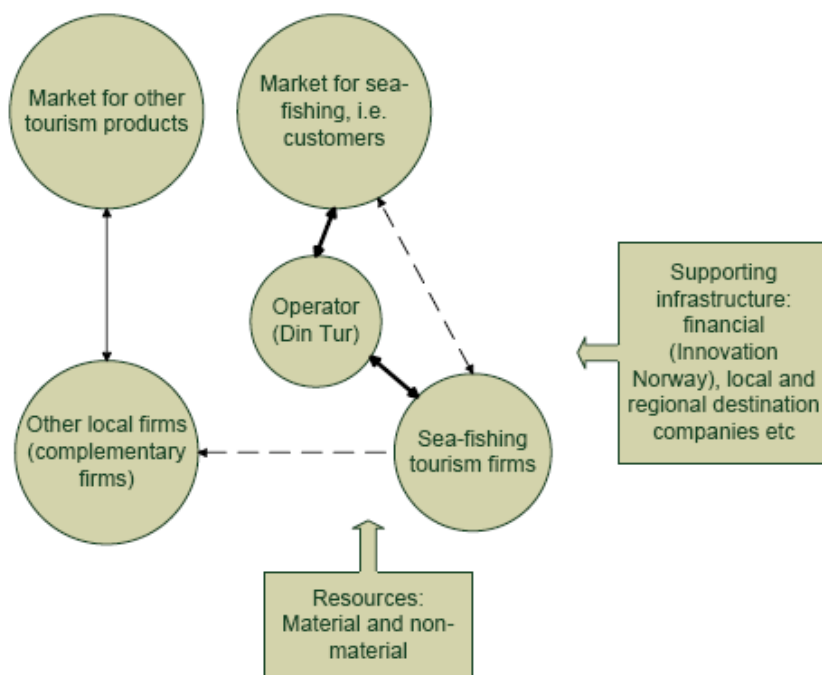 Market for other
tourism products
Market for sea-
fishing, i.e.
customers
Operator
(Din Tur)
Supporting
infrastructure:
financial
(Innovation
Norway), local and
regional destination
companies etc
Other local firms
(complementary
firms)
Sea-fishing
tourism firms
Resources:
Material and non-
material